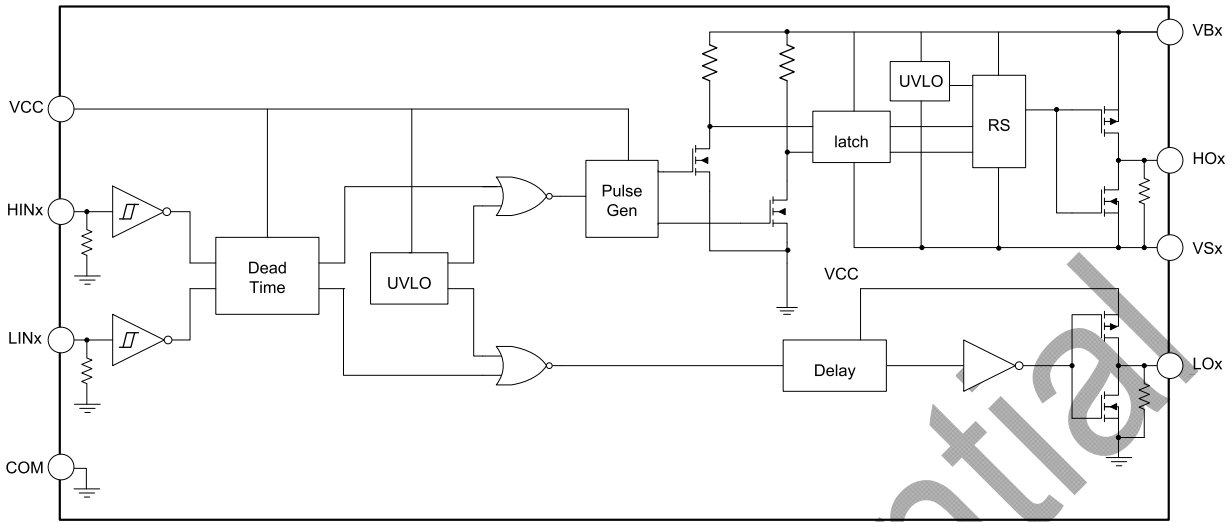 VBx
UVLO
VCC
RS
latch
HOx
Pulse
Gen
HINx
VSx
Dead
Time
UVLO
VCC
LINx
LOx
Delay
COM